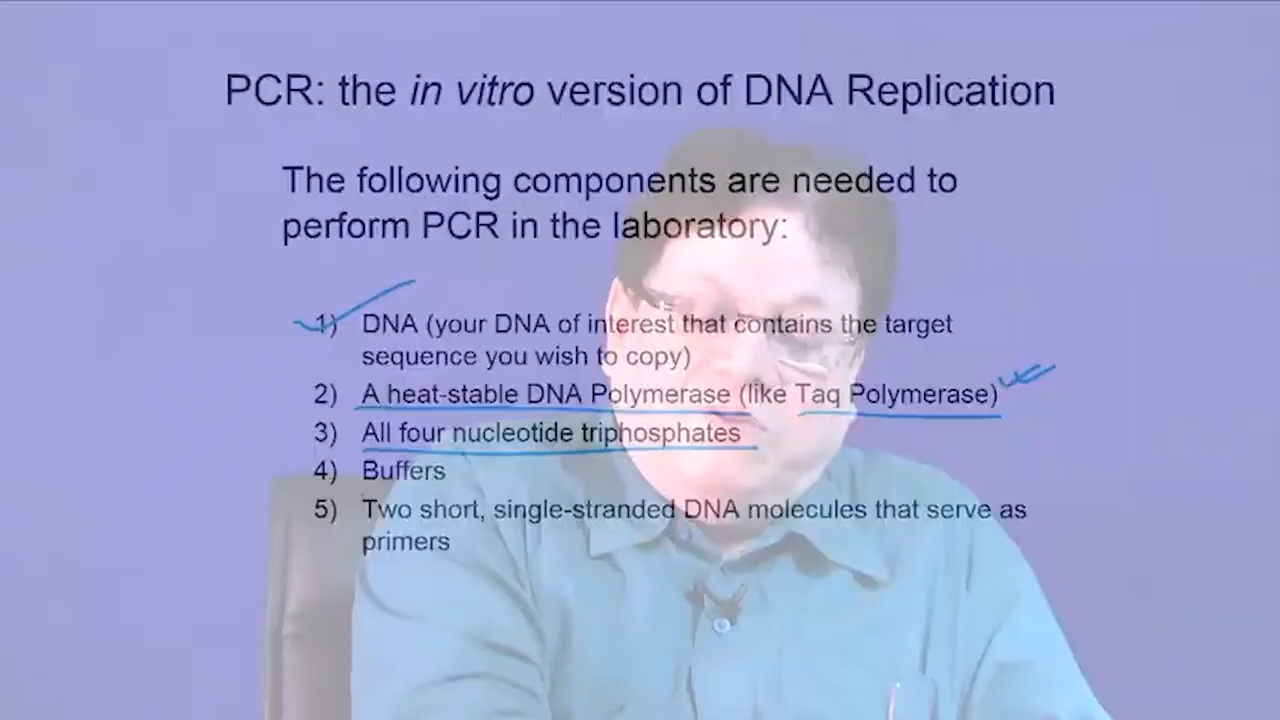 PCR: the in vitro version of DNA Replication
The following components are needed to
perform PCR in the laboratory:
1) DNA (your DNA of interest that contains the target
sequence you wish to copy)
2) A heat-stable DNA Polymerase (like Taq Polymerase)
3) All four nucleotide triphosphates
4) Buffers
5) Two short, single-stranded DNA molecules that serve as
primers